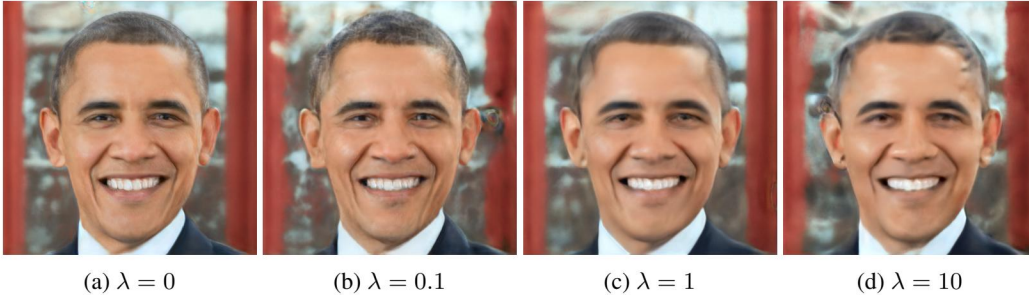 (a) λ = 0 (b) λ = 0.1 (c) λ = 1 (d) λ = 10